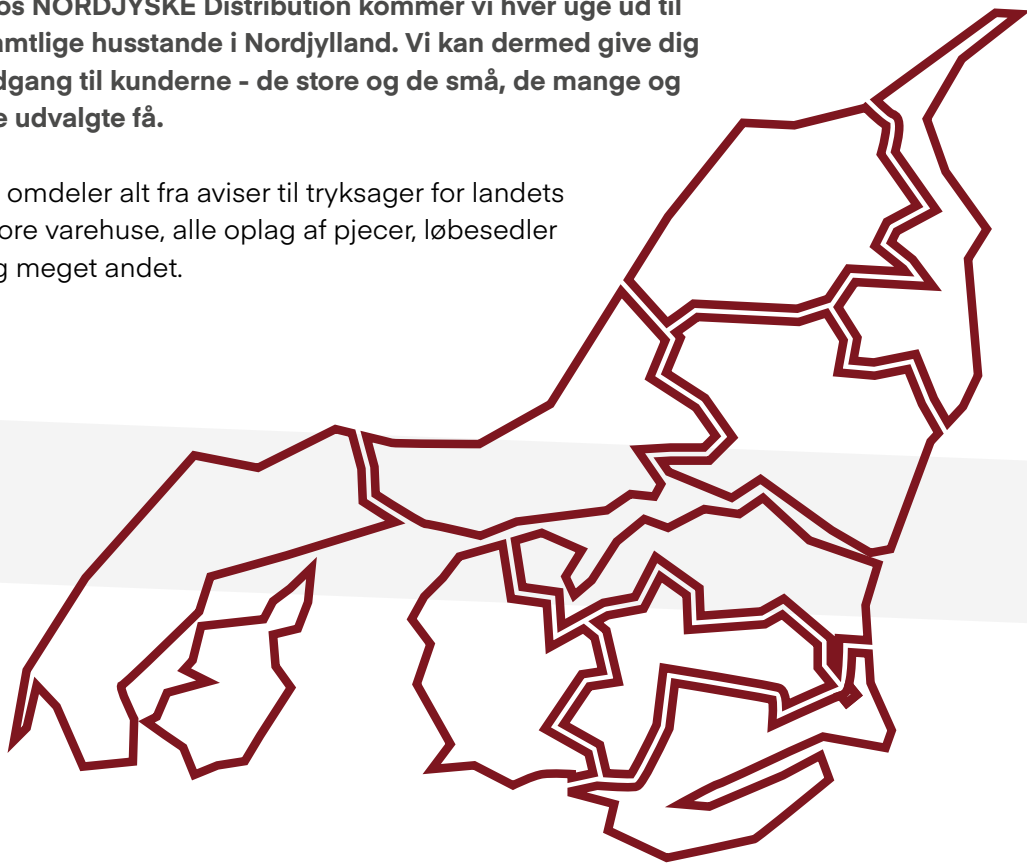 os NORDJYSKE Distribution kommer vi hver uge ud til
amtlige husstande i Nordjylland. Vi kan dermed give dig
dgang til kunderne - de store og de små, de mange og
e udvalgte få.
omdeler alt fra aviser til tryksager for landets
ore varehuse, alle oplag af pjecer, løbesedler
g meget andet.